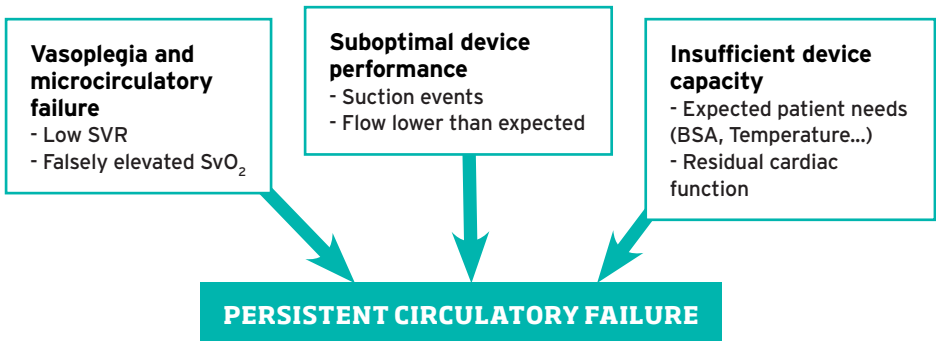 Vasoplegia and
microcirculatory
failure
- Low SVR
- Falsely elevated SvO₂
Suboptimal device
performance
- Suction events
- Flow lower than expected
Insufficient device
capacity
- Expected patient needs
(BSA, Temperature...)
- Residual cardiac
function
PERSISTENT CIRCULATORY FAILURE